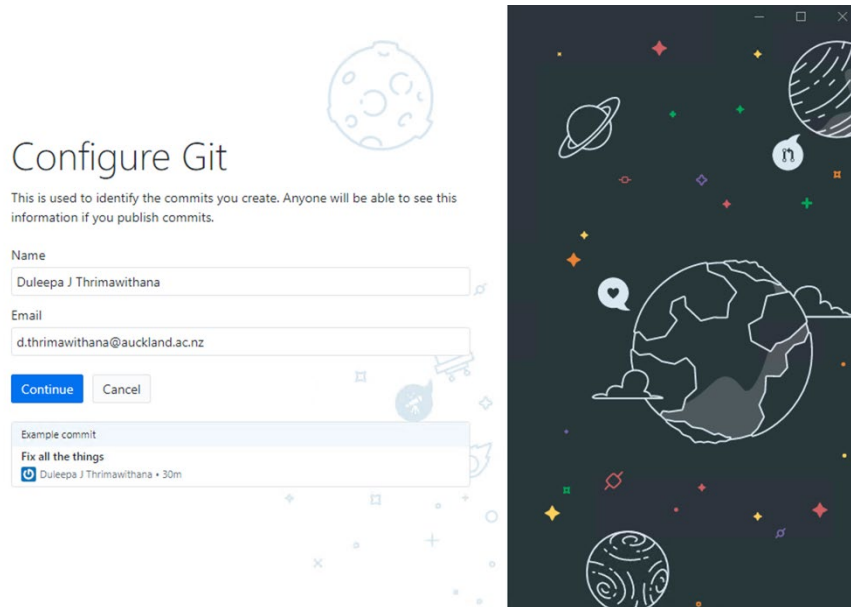 Configure Git
This is used to identify the commits you create. Anyone will be able to see this
information if you publish commits.
Name
Duleepa J Thrimawithana
Email
d.thrimawithana@auckland.ac.nz
Continue Cancel
Example commit
Fix all the things
Duleepa J Thrimawithana • 30m